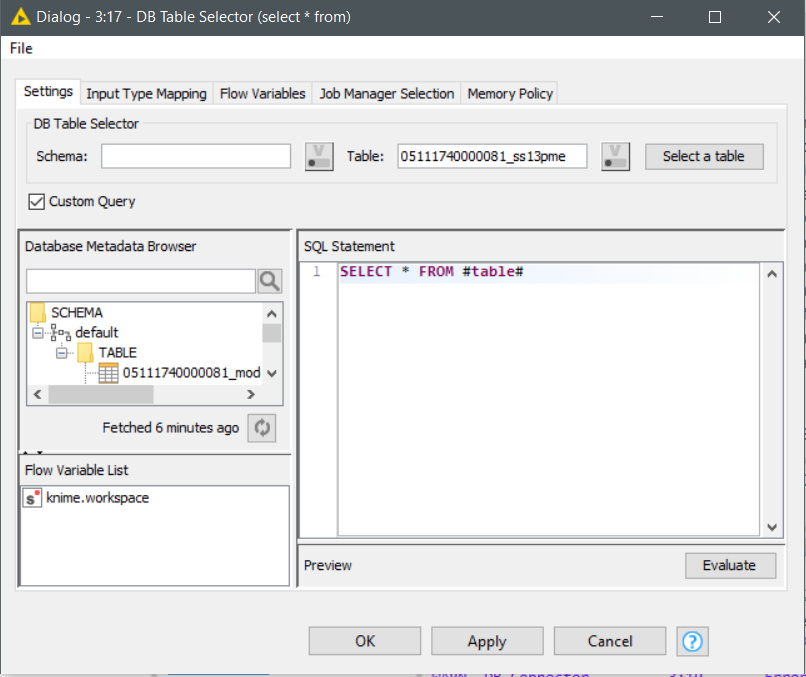 Dialog - 3:17 - DB Table Selector (select * from)
File
Settings Input Type Mapping Flow Variables Job Manager Selection Memory Policy
DB Table Selector
Schema: Table: 05111740000081_ss13pme Select a table
Custom Query
Database Metadata Browser
SCHEMA
default
TABLE
05111740000081_mod
Fetched 6 minutes ago
Flow Variable List
s knime.workspace
SQL Statement
1 SELECT * FROM #table#
Preview Evaluate
OK Apply Cancel ?